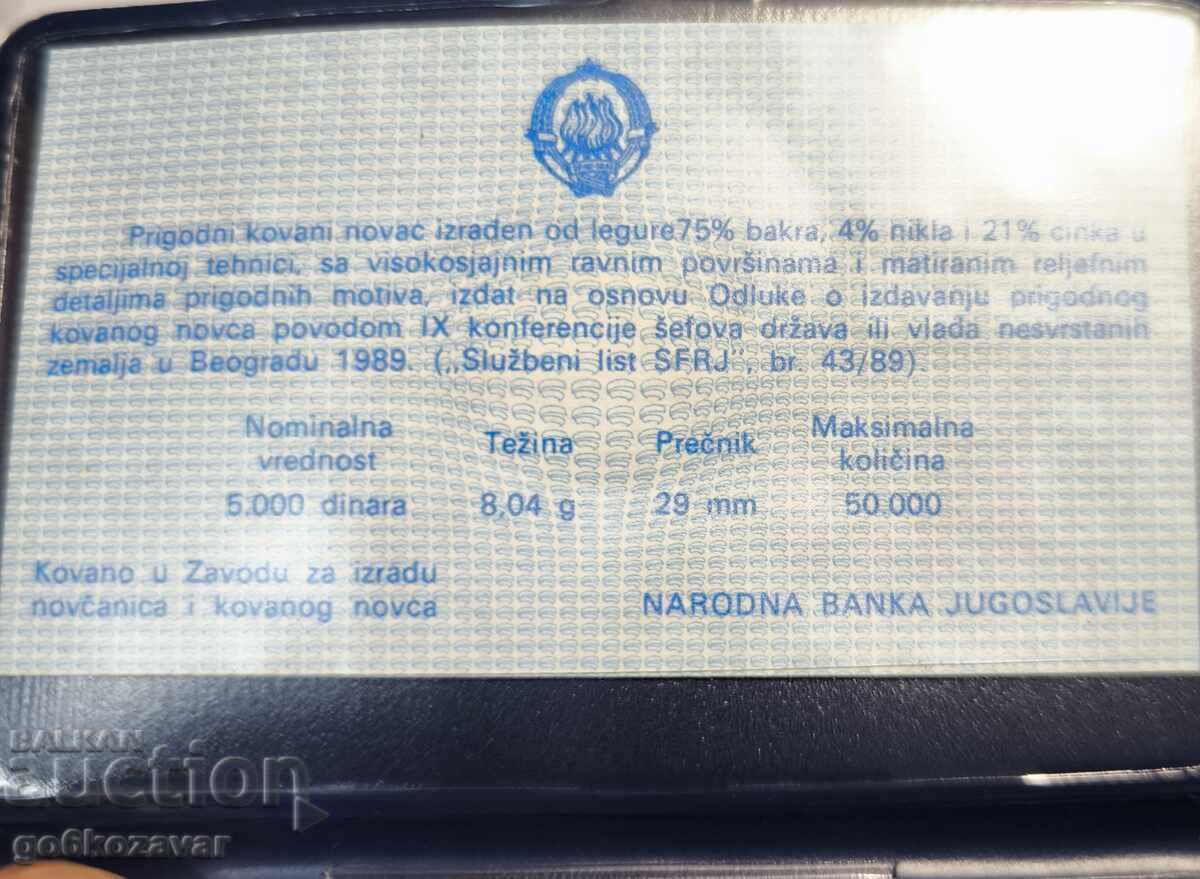 Prigodni kovani novac izrađen od legure 75% bakra, 4% nikla i 21% cinka u
specijalnoj tehnici, sa visokosjajnim ravnim površinama i matiranim reljefnim
detaljima prigodnih motiva, izdat na osnovu Odluke o izdavanju prigodnog
kovanog novca povodom IX konferencije šefova država ili vlada nesvrstanih
zemalja u Beogradu 1989. („Službeni list SFRJ", br. 43/89).
Nominalna vrednost
5.000 dinara
Težina
8,04 g
Prečnik
29 mm
Maksimalna količina
50.000
Kovano u Zavodu za izradu
novčanica i kovanog novca
NARODNA BANKA JUGOSLAVIJE
BALKAN
auction
go6kozavar